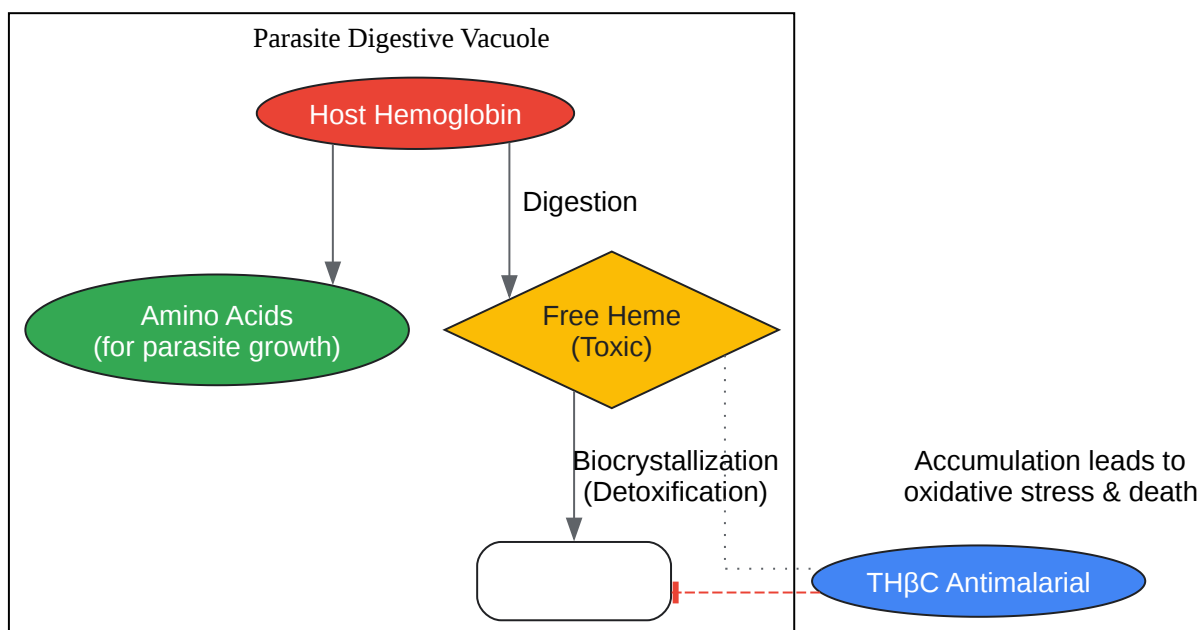 Parasite Digestive Vacuole
Host Hemoglobin
Digestion
Amino Acids
(for parasite growth)
Free Heme
(Toxic)
Biocrystallization
(Detoxification)
Accumulation leads to
oxidative stress & death
THβC Antimalarial